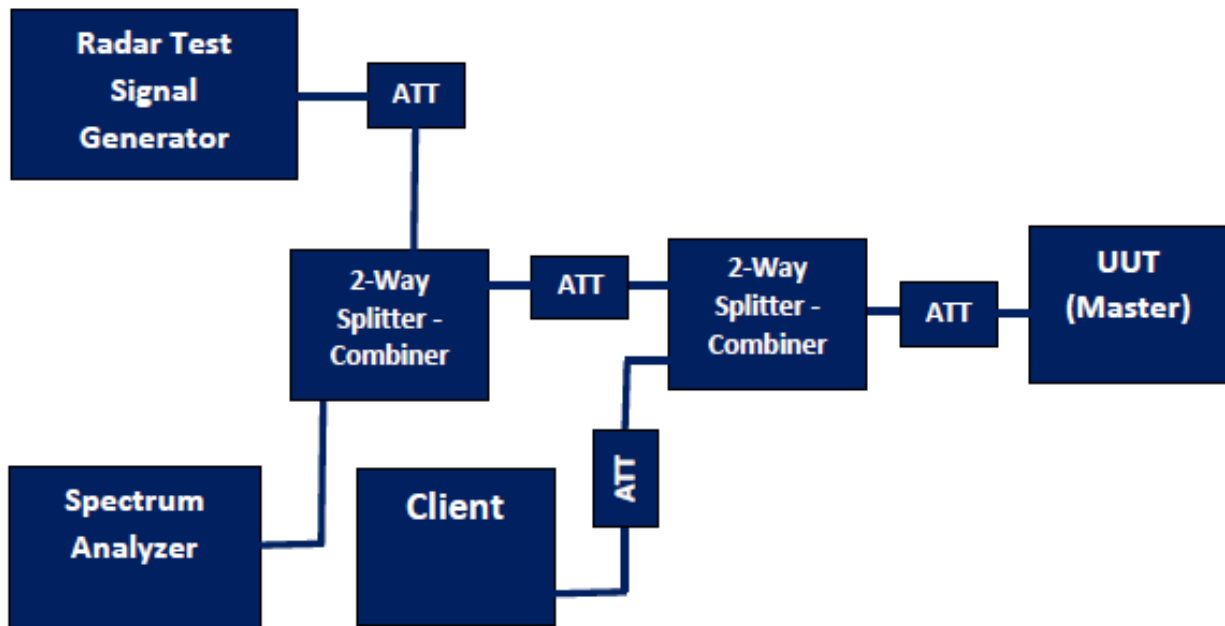 Radar Test
Signal
Generator
ATT
2-Way
Splitter -
Combiner
ATT
2-Way
Splitter -
Combiner
ATT
UUT
(Master)
Spectrum
Analyzer
Client
ATT